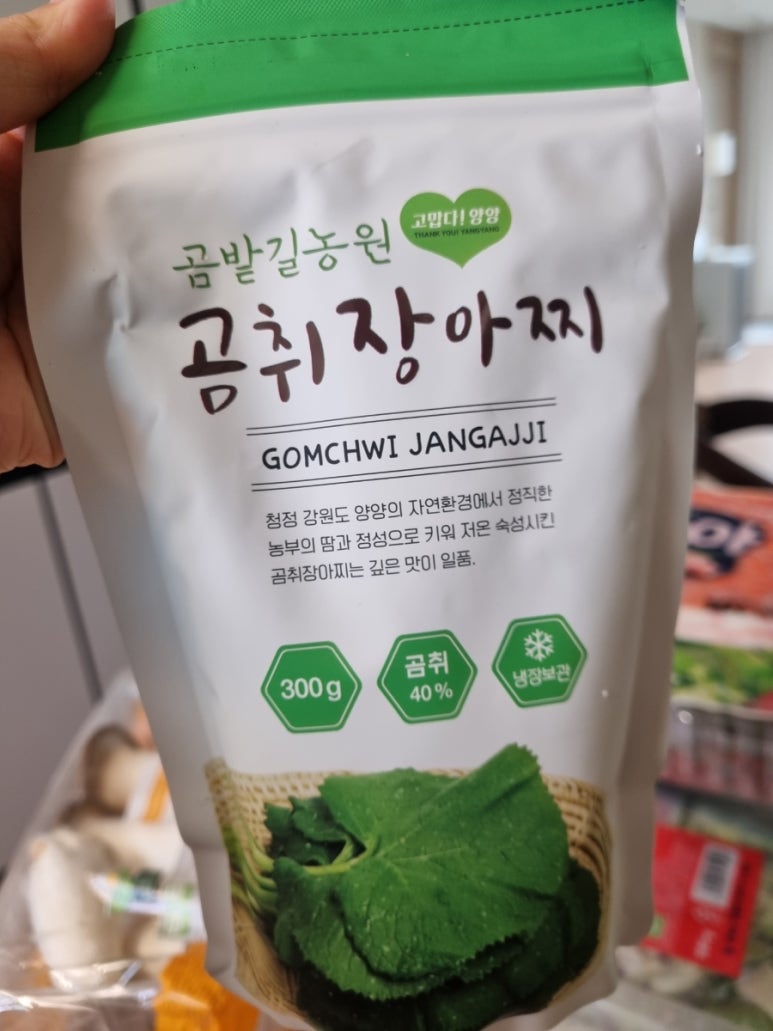 고맙다! 양양
THANK YOU! YANGYANG
곰밭길농원
곰취장아찌
GOMCHWI JANGAJJI
청정 강원도 양양의 자연환경에서 정직한
농부의 땀과 정성으로 키워 저온 숙성시킨
곰취장아찌는 깊은 맛이 일품.
300g
곰취
40%
냉장보관